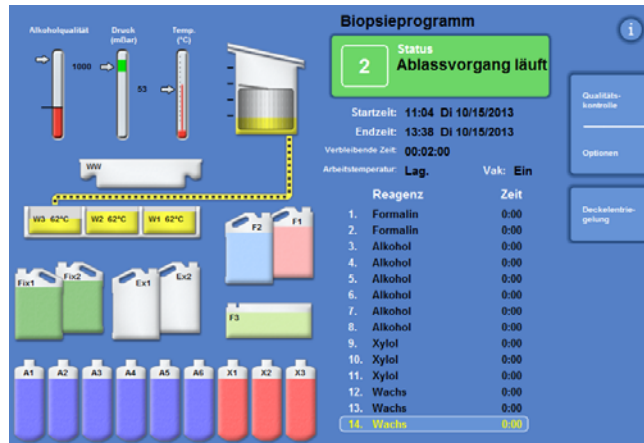 Biopsieprogramm
Alkoholqualität
Druck
(mBar)
Temp.
(°C)
1000
53
2
Status
Ablassvorgang läuft
i
Startzeit: 11:04 Di 10/15/2013
Endzeit: 13:38 Di 10/15/2013
Verbleibende Zeit: 00:02:00
Arbeitstemperatur: Lag. Vak: Ein
Qualitäts-
kontrolle
Optionen
Deckelentrie-
gelung
WW
W3 62°C W2 62°C W1 62°C
F2 F1
Fix1 Fix2 Ex1 Ex2
F3
A1 A2 A3 A4 A5 A6 X1 X2 X3
Reagenz Zeit
1. Formalin 0:00
2. Formalin 0:00
3. Alkohol 0:00
4. Alkohol 0:00
5. Alkohol 0:00
6. Alkohol 0:00
7. Alkohol 0:00
8. Alkohol 0:00
9. Xylol 0:00
10. Xylol 0:00
11. Xylol 0:00
12. Wachs 0:00
13. Wachs 0:00
14. Wachs 0:00